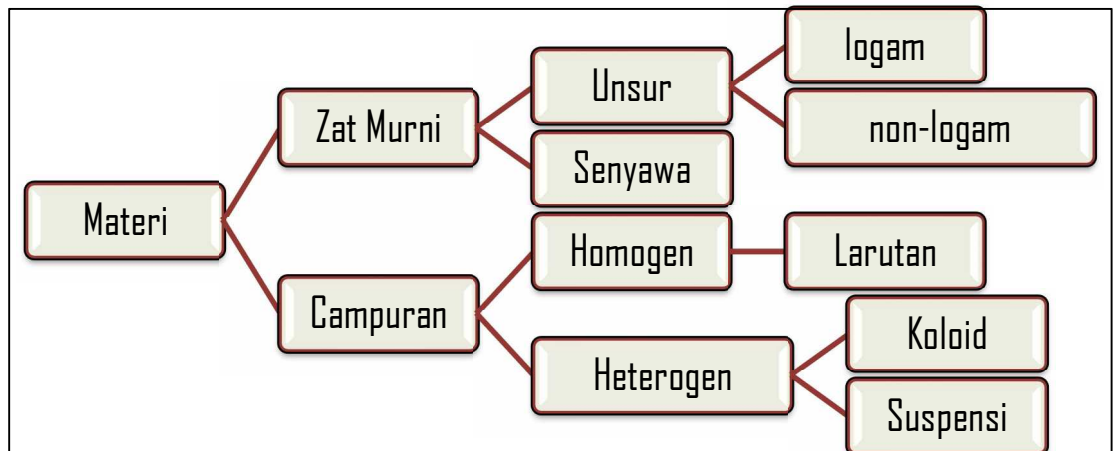 logam
Unsur
Zat Murni
non-logam
Senyawa
Materi
Homogen
Larutan
Campuran
Koloid
Heterogen
Suspensi